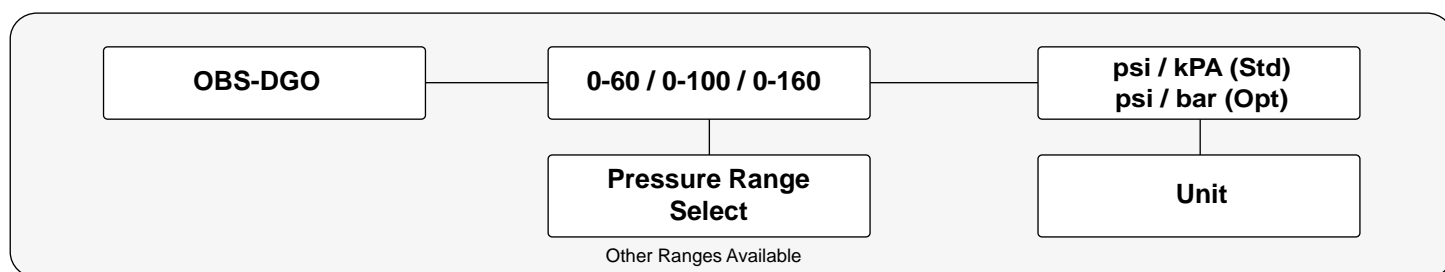 OBS-DGO
0-60 / 0-100 / 0-160
psi / kPA (Std)
psi / bar (Opt)
Pressure Range
Select
Unit
Other Ranges Available